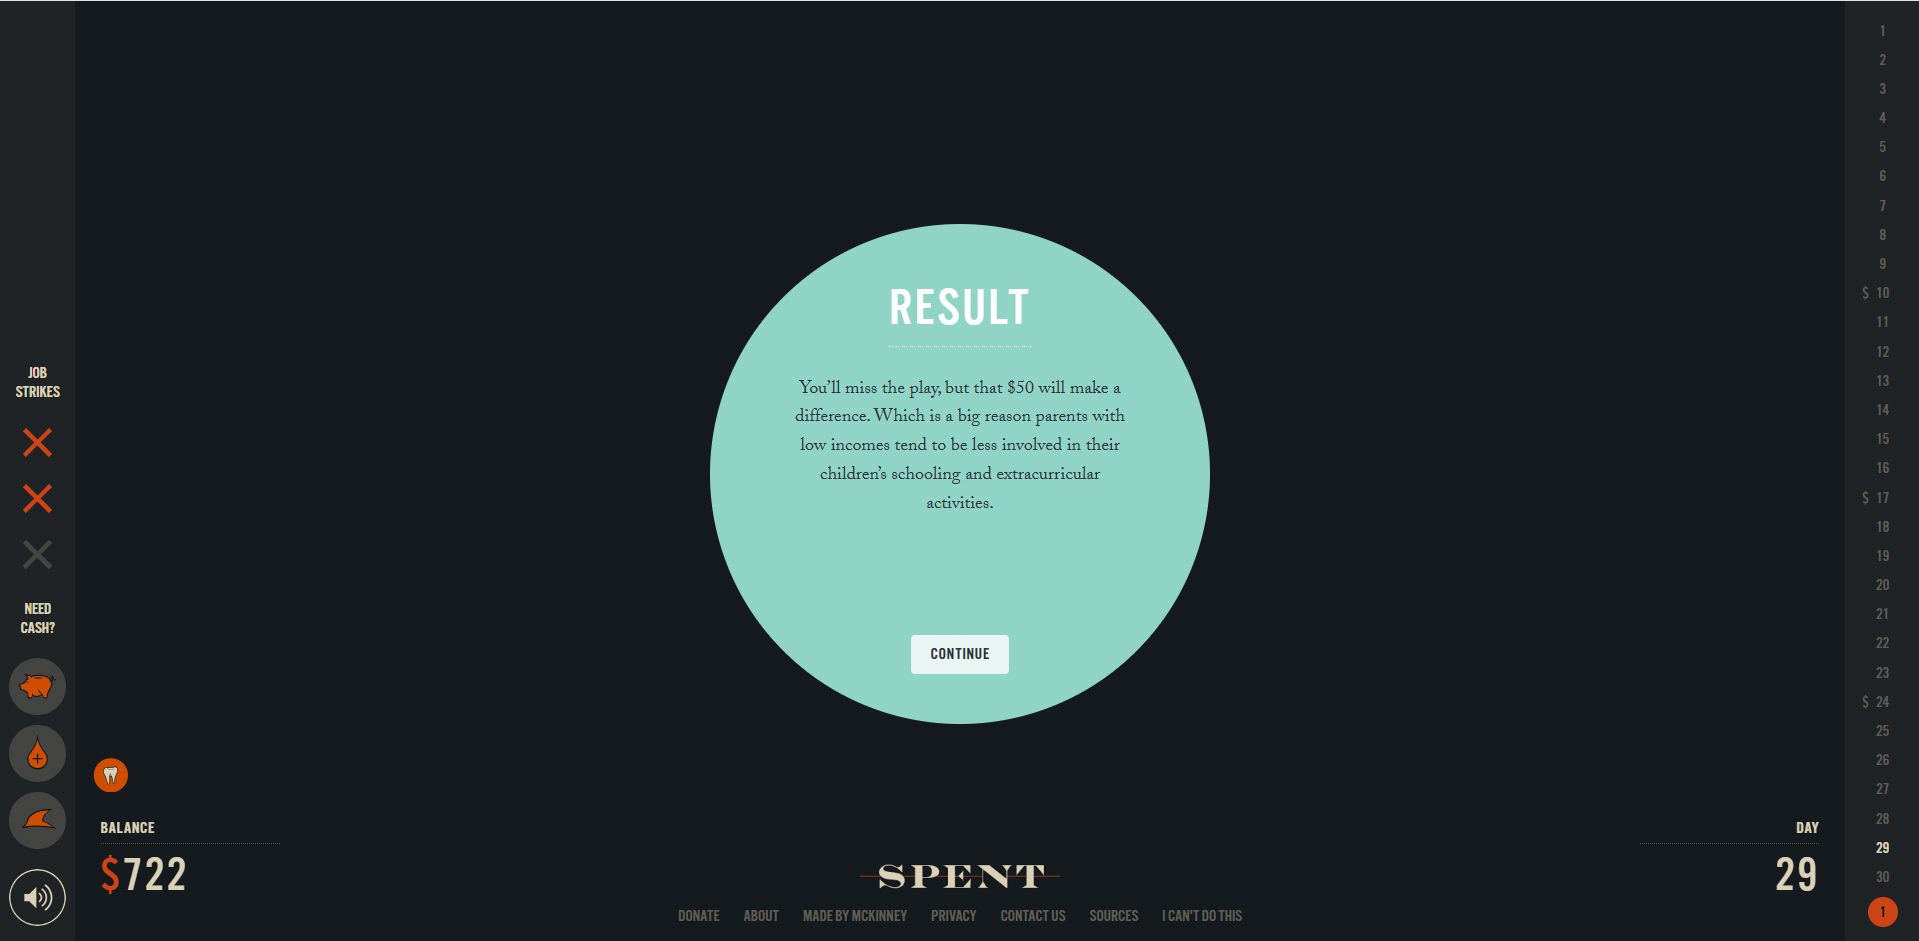 JOB
STRIKES
NEED
CASH?
RESULT
You’ll miss the play, but that $50 will make a
difference. Which is a big reason parents with
low incomes tend to be less involved in their
children’s schooling and extracurricular
activities.
CONTINUE
BALANCE
$722
SPENT
DONATE ABOUT MADE BY MCKINNEY PRIVACY CONTACT US SOURCES I CAN'T DO THIS
DAY
29
1
2
3
4
5
6
7
8
9
$ 10
11
12
13
14
15
16
$ 17
18
19
20
21
22
23
$ 24
25
26
27
28
29
30
1